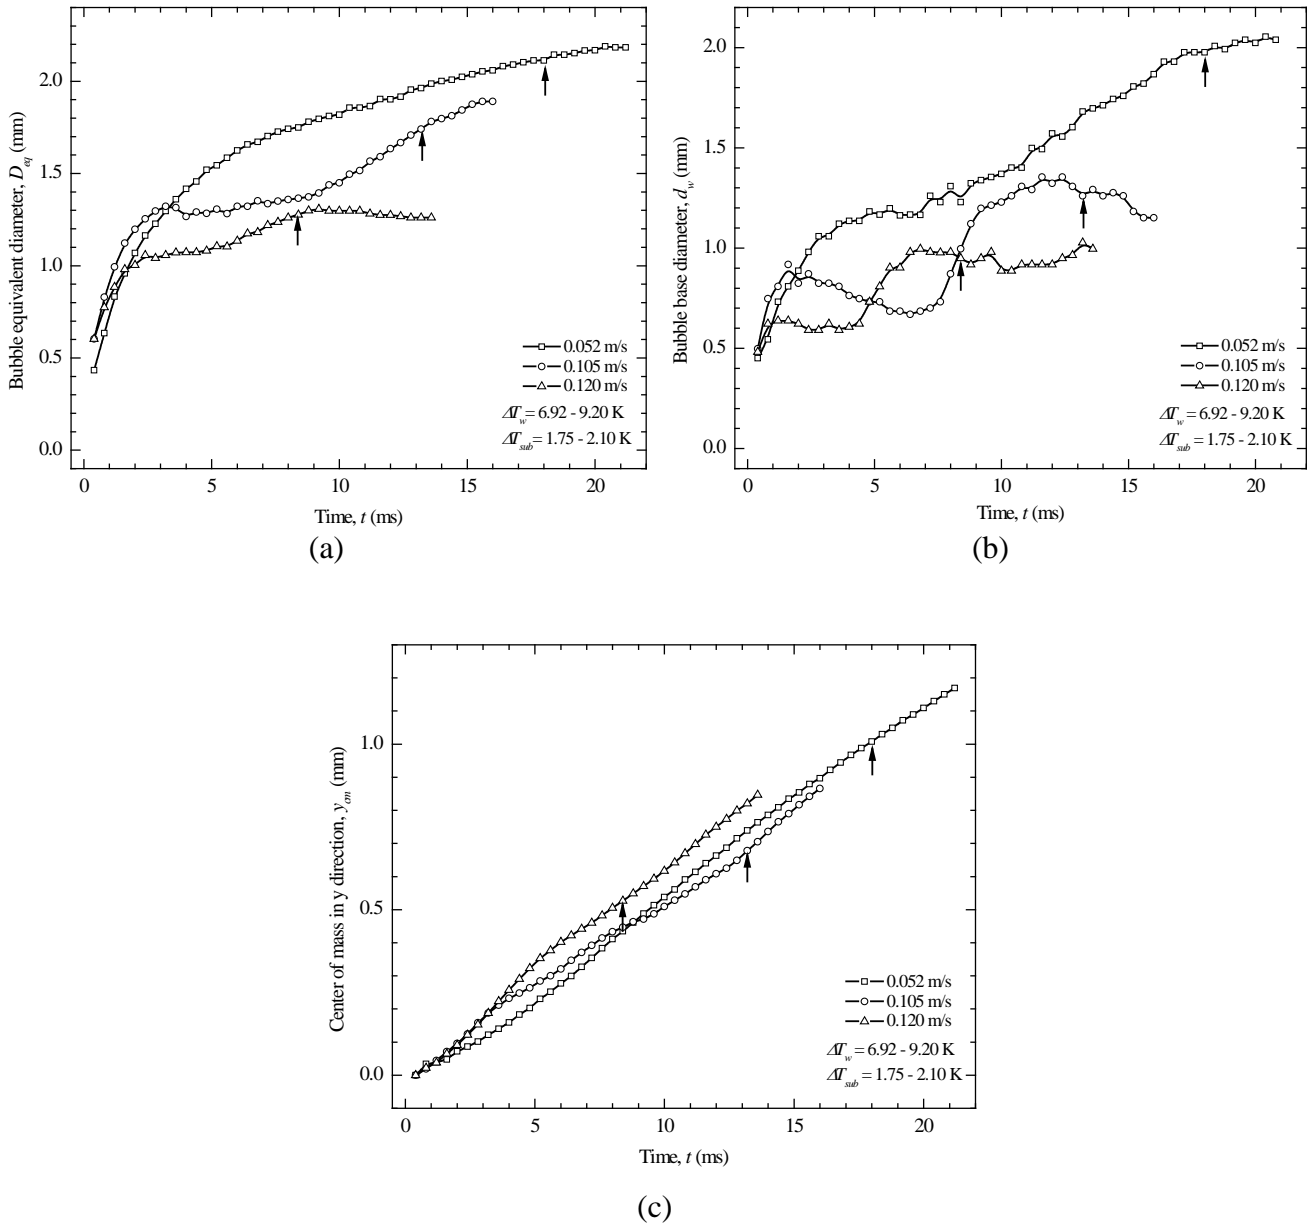 2.0
1.5
1.0
0.5
0.0
Bubble equivalent diameter, D_eq (mm)
0.052 m/s
0.105 m/s
0.120 m/s
ΔT_w = 6.92 - 9.20 K
ΔT_sub = 1.75 - 2.10 K
0 5 10 15 20
Time, t (ms)
(a)
2.0
1.5
1.0
0.5
0.0
Bubble base diameter, d_w (mm)
0.052 m/s
0.105 m/s
0.120 m/s
ΔT_w = 6.92 - 9.20 K
ΔT_sub = 1.75 - 2.10 K
0 5 10 15 20
Time, t (ms)
(b)
1.0
0.5
0.0
Center of mass in y direction, y_cm (mm)
0.052 m/s
0.105 m/s
0.120 m/s
ΔT_w = 6.92 - 9.20 K
ΔT_sub = 1.75 - 2.10 K
0 5 10 15 20
Time, t (ms)
(c)